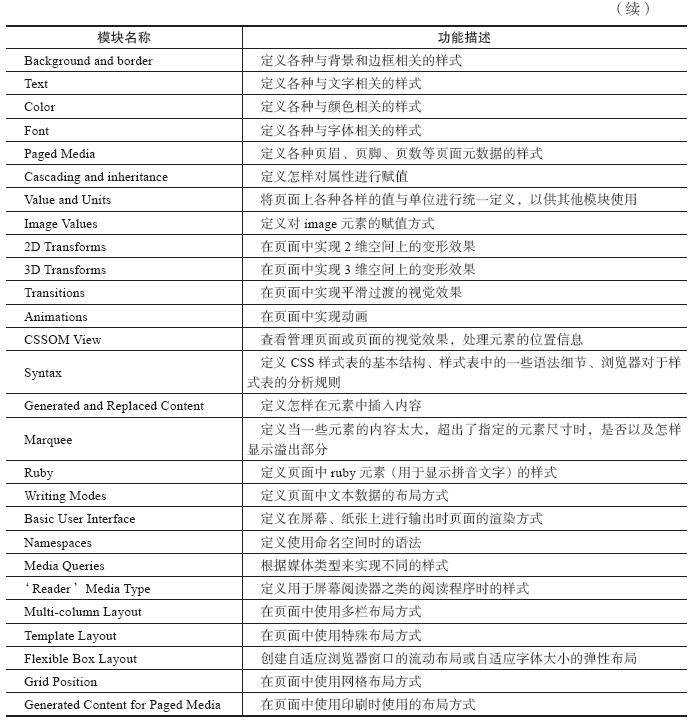 （续）
模块名称 功能描述
Background and border 定义各种与背景和边框相关的样式
Text 定义各种与文字相关的样式
Color 定义各种与颜色相关的样式
Font 定义各种与字体相关的样式
Paged Media 定义各种页眉、页脚、页数等页面元数据的样式
Cascading and inheritance 定义怎样对属性进行赋值
Value and Units 将页面上各种各样的值与单位进行统一定义，以供其他模块使用
Image Values 定义对 image 元素的赋值方式
2D Transforms 在页面中实现 2 维空间上的变形效果
3D Transforms 在页面中实现 3 维空间上的变形效果
Transitions 在页面中实现平滑过渡的视觉效果
Animations 在页面中实现动画
CSSOM View 查看管理页面或页面的视觉效果，处理元素的位置信息
Syntax 定义 CSS 样式表的基本结构、样式表中的一些语法细节、浏览器对于样
式表的分析规则
Generated and Replaced Content 定义怎样在元素中插入内容
Marquee 定义当一些元素的内容太大，超出了指定的元素尺寸时，是否以及怎样
显示溢出部分
Ruby 定义页面中 ruby 元素（用于显示拼音文字）的样式
Writing Modes 定义页面中文本数据的布局方式
Basic User Interface 定义在屏幕、纸张上进行输出时页面的渲染方式
Namespaces 定义使用命名空间时的语法
Media Queries 根据媒体类型来实现不同的样式
‘Reader’ Media Type 定义用于屏幕阅读器之类的阅读程序时的样式
Multi-column Layout 在页面中使用多栏布局方式
Template Layout 在页面中使用特殊布局方式
Flexible Box Layout 创建自适应浏览器窗口的流动布局或自适应字体大小的弹性布局
Grid Position 在页面中使用网格布局方式
Generated Content for Paged Media 在页面中使用印刷时使用的布局方式